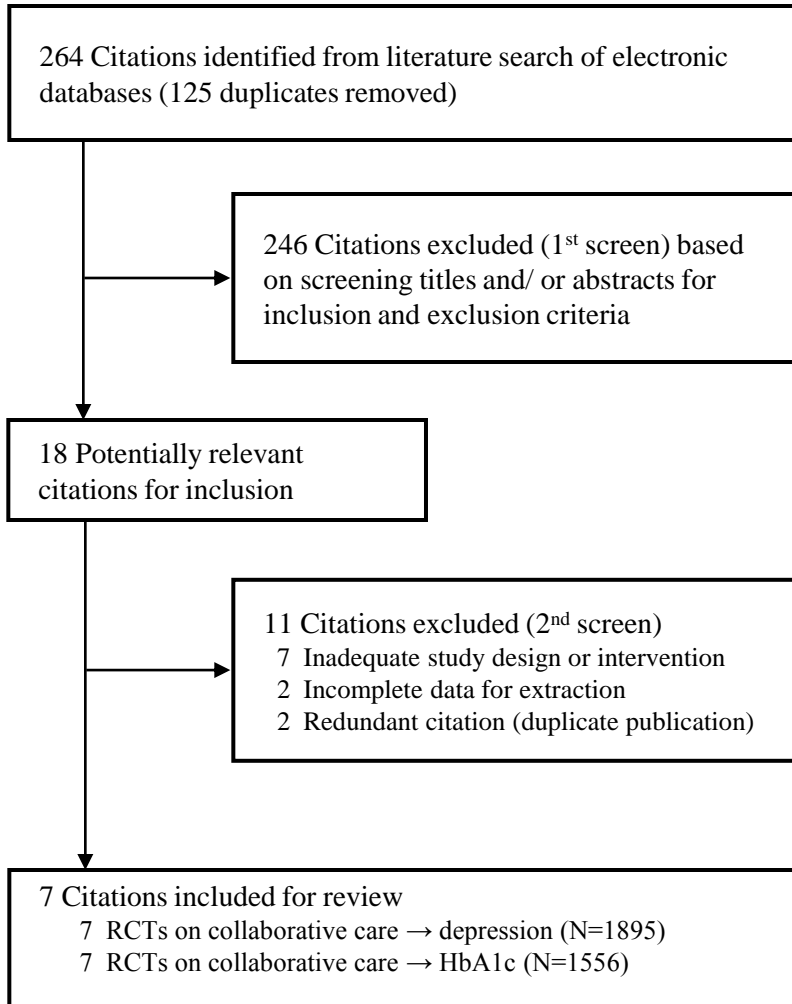 264 Citations identified from literature search of electronic
databases (125 duplicates removed)
246 Citations excluded (1st screen) based
on screening titles and/ or abstracts for
inclusion and exclusion criteria
18 Potentially relevant
citations for inclusion
11 Citations excluded (2nd screen)
7 Inadequate study design or intervention
2 Incomplete data for extraction
2 Redundant citation (duplicate publication)
7 Citations included for review
7 RCTs on collaborative care → depression (N=1895)
7 RCTs on collaborative care → HbA1c (N=1556)